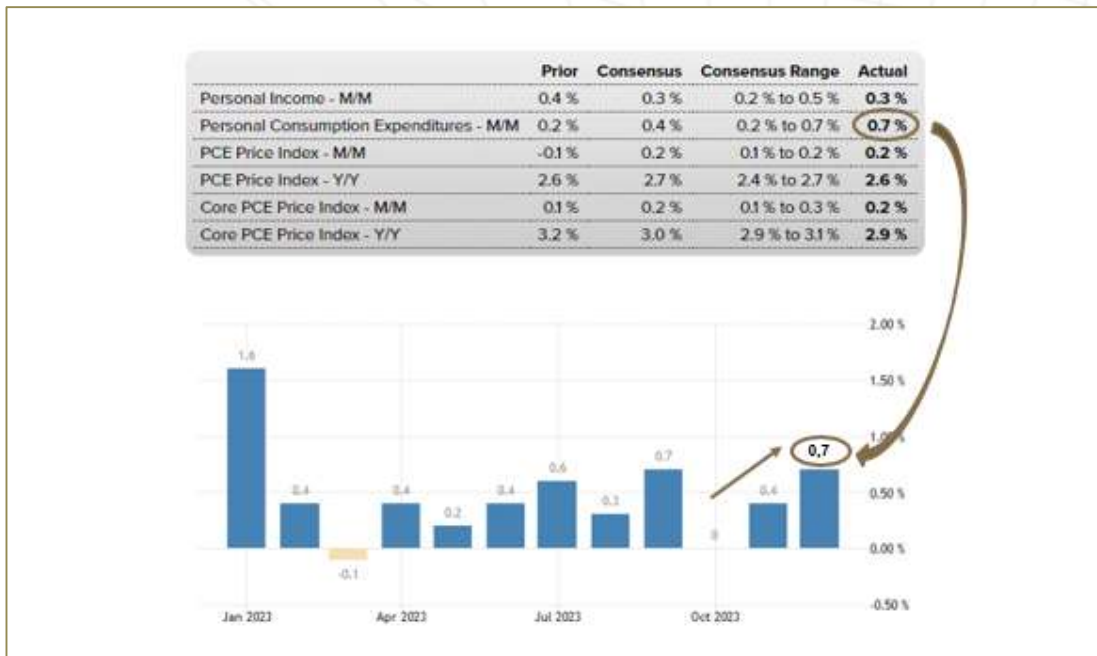 Prior Consensus Consensus Range Actual
Personal Income - M/M 0.4 % 0.3 % 0.2 % to 0.5 % 0.3 %
Personal Consumption Expenditures - M/M 0.2 % 0.4 % 0.2 % to 0.7 % 0.7 %
PCE Price Index - M/M -0.1 % 0.2 % 0.1 % to 0.2 % 0.2 %
PCE Price Index - Y/Y 2.6 % 2.7 % 2.4 % to 2.7 % 2.6 %
Core PCE Price Index - M/M 0.1 % 0.2 % 0.1 % to 0.3 % 0.2 %
Core PCE Price Index - Y/Y 3.2 % 3.0 % 2.9 % to 3.1 % 2.9 %
2.00 %
1.6
1.50 %
1.00 %
0,7
0.7
0.6
0.4 0.4 0.4 0.4
0.50 %
0.3
0.2
0
0.00 %
-0.1
-0.50 %
Jan 2023 Apr 2023 Jul 2023 Oct 2023